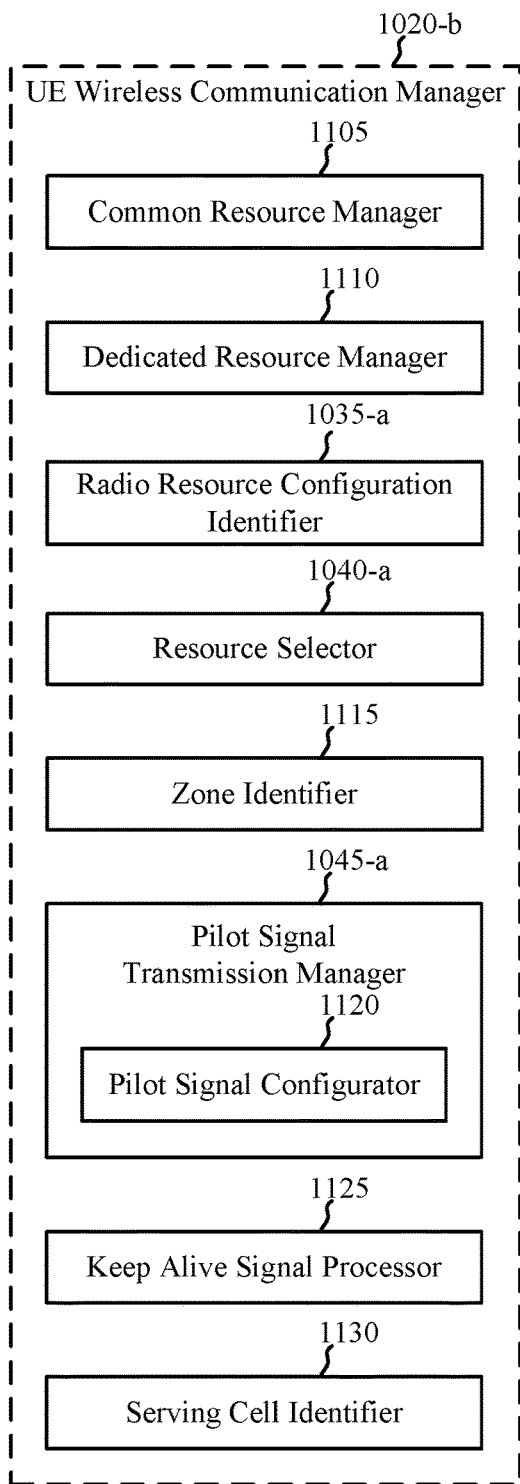 1020-b
UE Wireless Communication Manager
1105
Common Resource Manager
1110
Dedicated Resource Manager
1035-a
Radio Resource Configuration
Identifier
1040-a
Resource Selector
1115
Zone Identifier
1045-a
Pilot Signal
Transmission Manager
1120
Pilot Signal Configurator
1125
Keep Alive Signal Processor
1130
Serving Cell Identifier